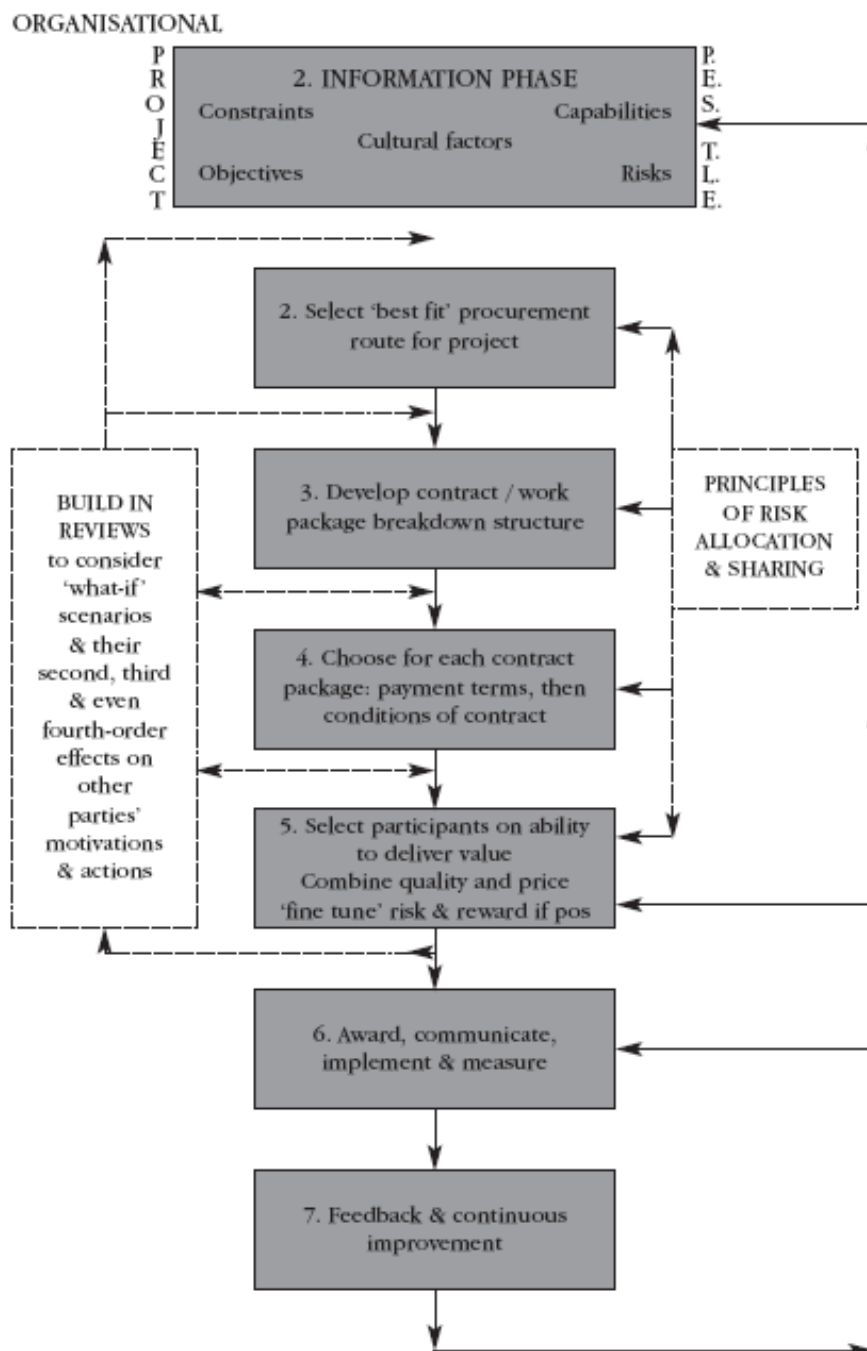 ORGANISATIONAL
PROJECT
2. INFORMATION PHASE
Constraints Capabilities
Cultural factors
Objectives Risks
P.E.S.T.L.E.
2. Select ‘best fit’ procurement
route for project
3. Develop contract / work
package breakdown structure
4. Choose for each contract
package: payment terms, then
conditions of contract
5. Select participants on ability
to deliver value
Combine quality and price
‘fine tune’ risk & reward if pos
6. Award, communicate,
implement & measure
7. Feedback & continuous
improvement
BUILD IN
REVIEWS
to consider
‘what-if’
scenarios
& their
second, third
& even
fourth-order
effects on
other
parties’
motivations
& actions
PRINCIPLES
OF RISK
ALLOCATION
& SHARING